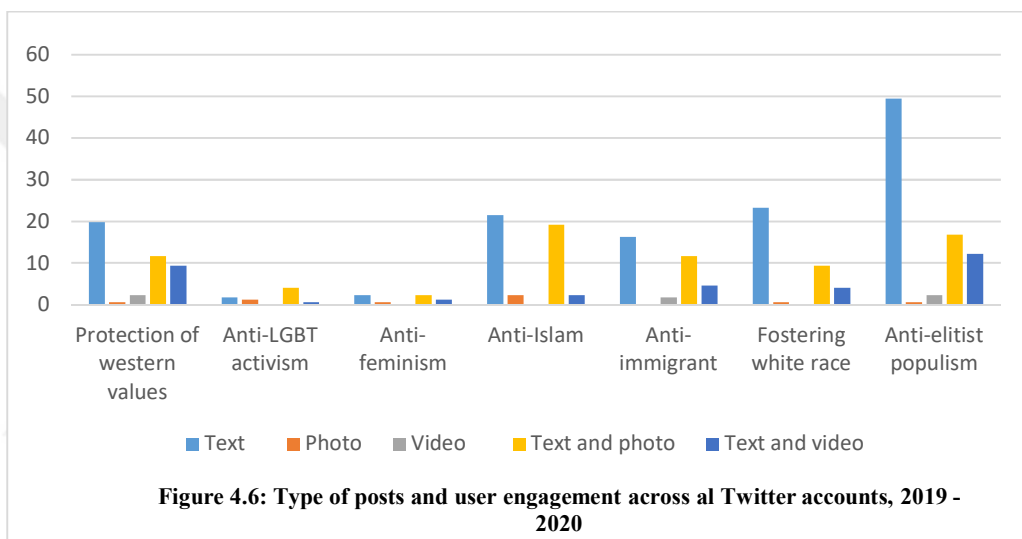 60
50
40
30
20
10
0
Protection of
western
values
Anti-LGBT
activism
Anti-
feminism
Anti-Islam
Anti-
immigrant
Fostering
white race
Anti-elitist
populism
Text
Photo
Video
Text and photo
Text and video
Figure 4.6: Type of posts and user engagement across al Twitter accounts, 2019 -
2020